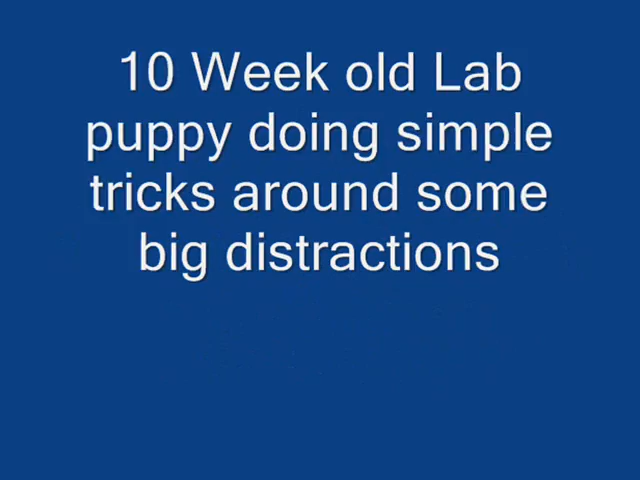 10 Week old Lab
puppy doing simple
tricks around some
big distractions